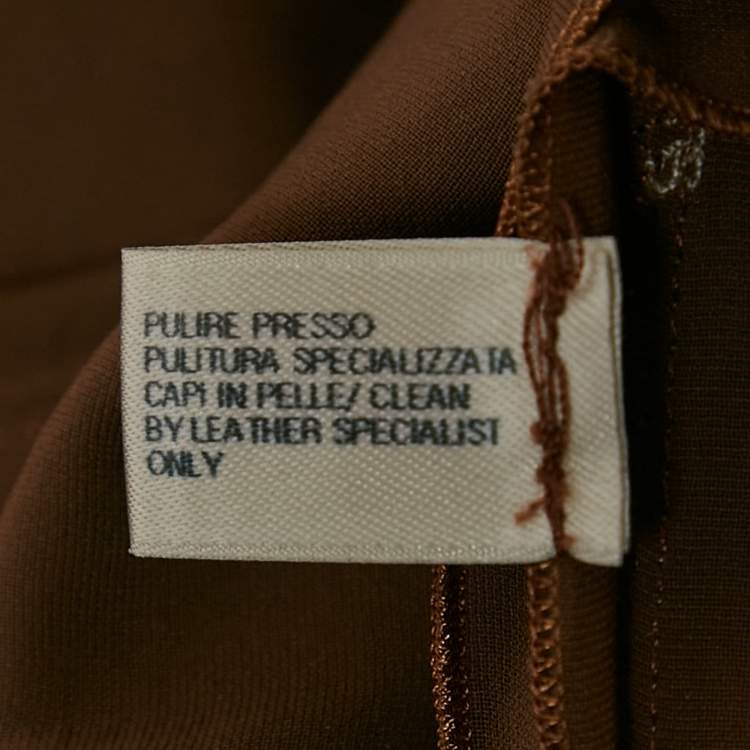 PULIRE PRESSO
PULITURA SPECIALIZZATA
CAPI IN PELLE/ CLEAN
BY LEATHER SPECIALIST
ONLY